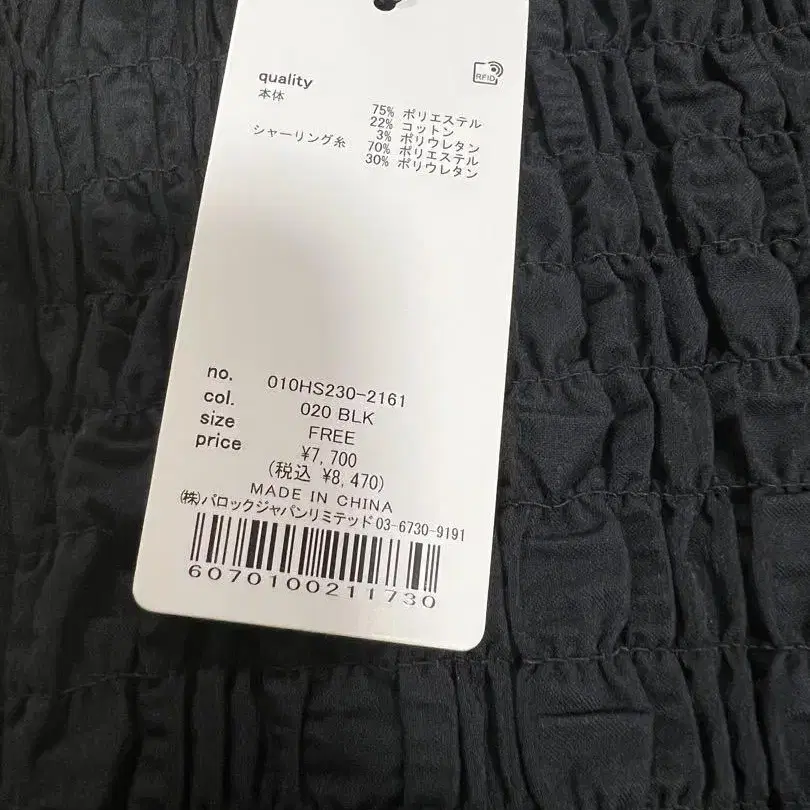 RFID
quality
本体
75% ポリエステル
22% コットン
3% ポリウレタン
シャーリング糸
70% ポリエステル
30% ポリウレタン
no. 010HS230-2161
col. 020 BLK
size FREE
price ¥7,700
(税込 ¥8,470)
MADE IN CHINA
(株)バロックジャパンリミテッド03-6730-9191
6070100211730